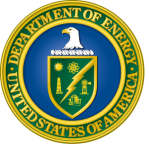 DEPARTMENT OF ENERGY
UNITED STATES OF AMERICA